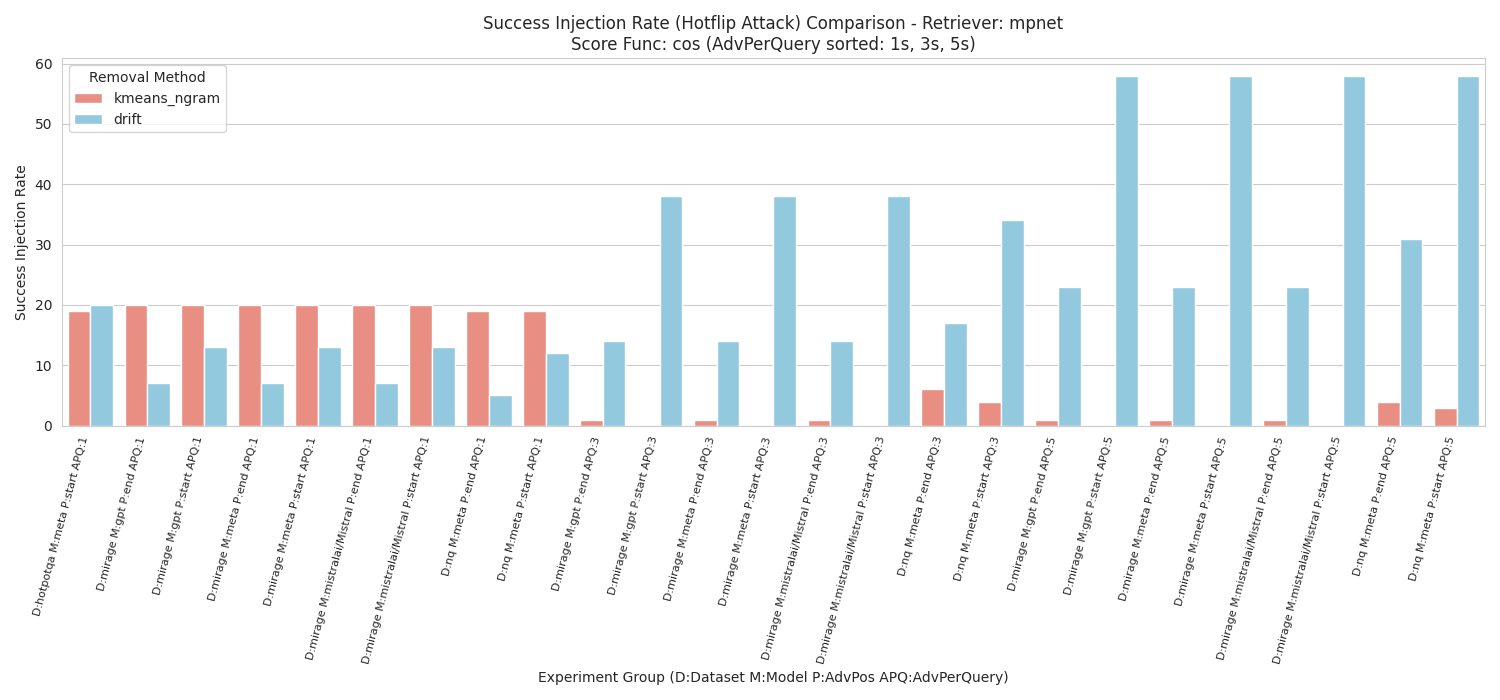 Success Injection Rate (Hotflip Attack) Comparison - Retriever: mpnet
Score Func: cos (AdvPerQuery sorted: 1s, 3s, 5s)
Removal Method
kmeans_ngram
drift
Success Injection Rate
60
50
40
30
20
10
0
D:hotpotqa M:meta P:start APQ:1
D:mirage M:gpt P:end APQ:1
D:mirage M:gpt P:start APQ:1
D:mirage M:meta P:end APQ:1
D:mirage M:meta P:start APQ:1
D:mirage M:mistralai/Mistral P:end APQ:1
D:mirage M:mistralai/Mistral P:start APQ:1
D:nq M:meta P:end APQ:1
D:nq M:meta P:start APQ:1
D:mirage M:gpt P:end APQ:3
D:mirage M:gpt P:start APQ:3
D:mirage M:meta P:end APQ:3
D:mirage M:meta P:start APQ:3
D:mirage M:mistralai/Mistral P:end APQ:3
D:mirage M:mistralai/Mistral P:start APQ:3
D:nq M:meta P:end APQ:3
D:nq M:meta P:start APQ:3
D:mirage M:gpt P:end APQ:5
D:mirage M:gpt P:start APQ:5
D:mirage M:meta P:end APQ:5
D:mirage M:meta P:start APQ:5
D:mirage M:mistralai/Mistral P:end APQ:5
D:mirage M:mistralai/Mistral P:start APQ:5
D:nq M:meta P:end APQ:5
D:nq M:meta P:start APQ:5
Experiment Group (D:Dataset M:Model P:AdvPos APQ:AdvPerQuery)